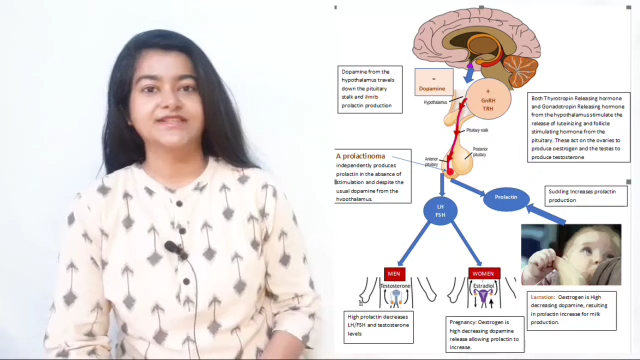 Dopamine from the
hypothalamus travels
down the pituitary
stalk and limits
prolactin production
-
Dopamine
Hypothalamus
+
GnRH
TRH
Pituitary stalk
Anterior
pituitary
Posterior
pituitary
Both Thyrotropin Releasing hormone
and Gonadotropin Releasing hormone
from the hypothalamus stimulate the
release of luteinizing and follicle
stimulating hormone from the
pituitary. These act on the ovaries to
produce oestrogen and the testes to
produce testosterone
A prolactinoma
independently produces
prolactin in the absence of
stimulation and despite the
usual dopamine from the
hypothalamus.
LH
FSH
Prolactin
Suckling increases prolactin
production
MEN
Testosterone
WOMEN
Estradiol
High prolactin decreases
LH/FSH and testosterone
levels
Pregnancy: Oestrogen is
high decreasing dopamine
release allowing prolactin to
increase.
Lactation: Oestrogen is High
decreasing dopamine, resulting
in prolactin increase for milk
production.